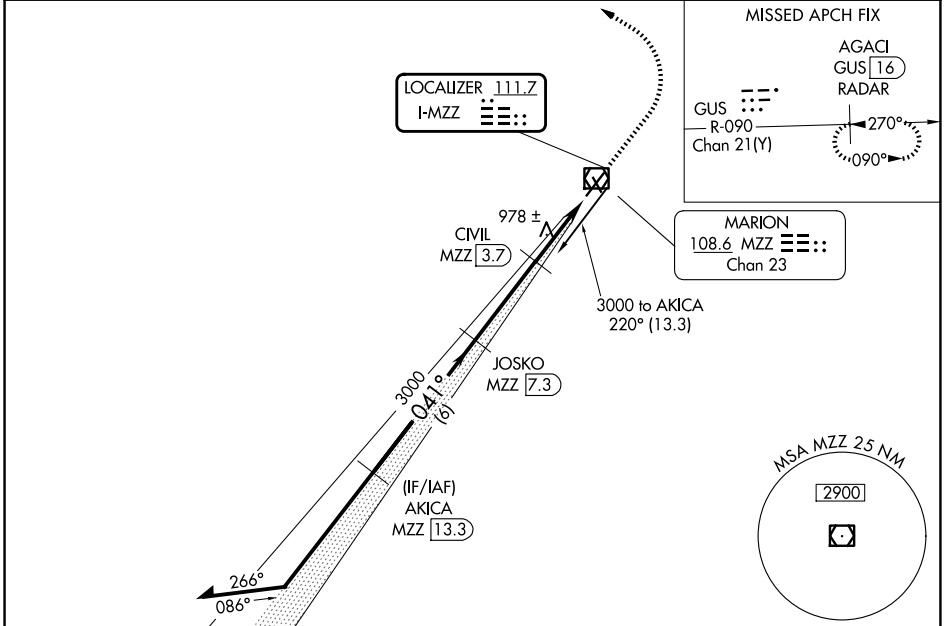 MISSED APCH FIX
AGACI
GUS 16
RADAR
GUS
R-090
Chan 21(Y)
270°
090°
LOCALIZER 111.7
I-MZZ
MARION
108.6 MZZ
Chan 23
978 ±
CIVIL
MZZ 3.7
3000 to AKICA
220° (13.3)
JOSKO
MZZ 7.3
3000
041°
(6)
(IF/IAF)
AKICA
MZZ 13.3
266°
086°
MSA MZZ 25 NM
2900